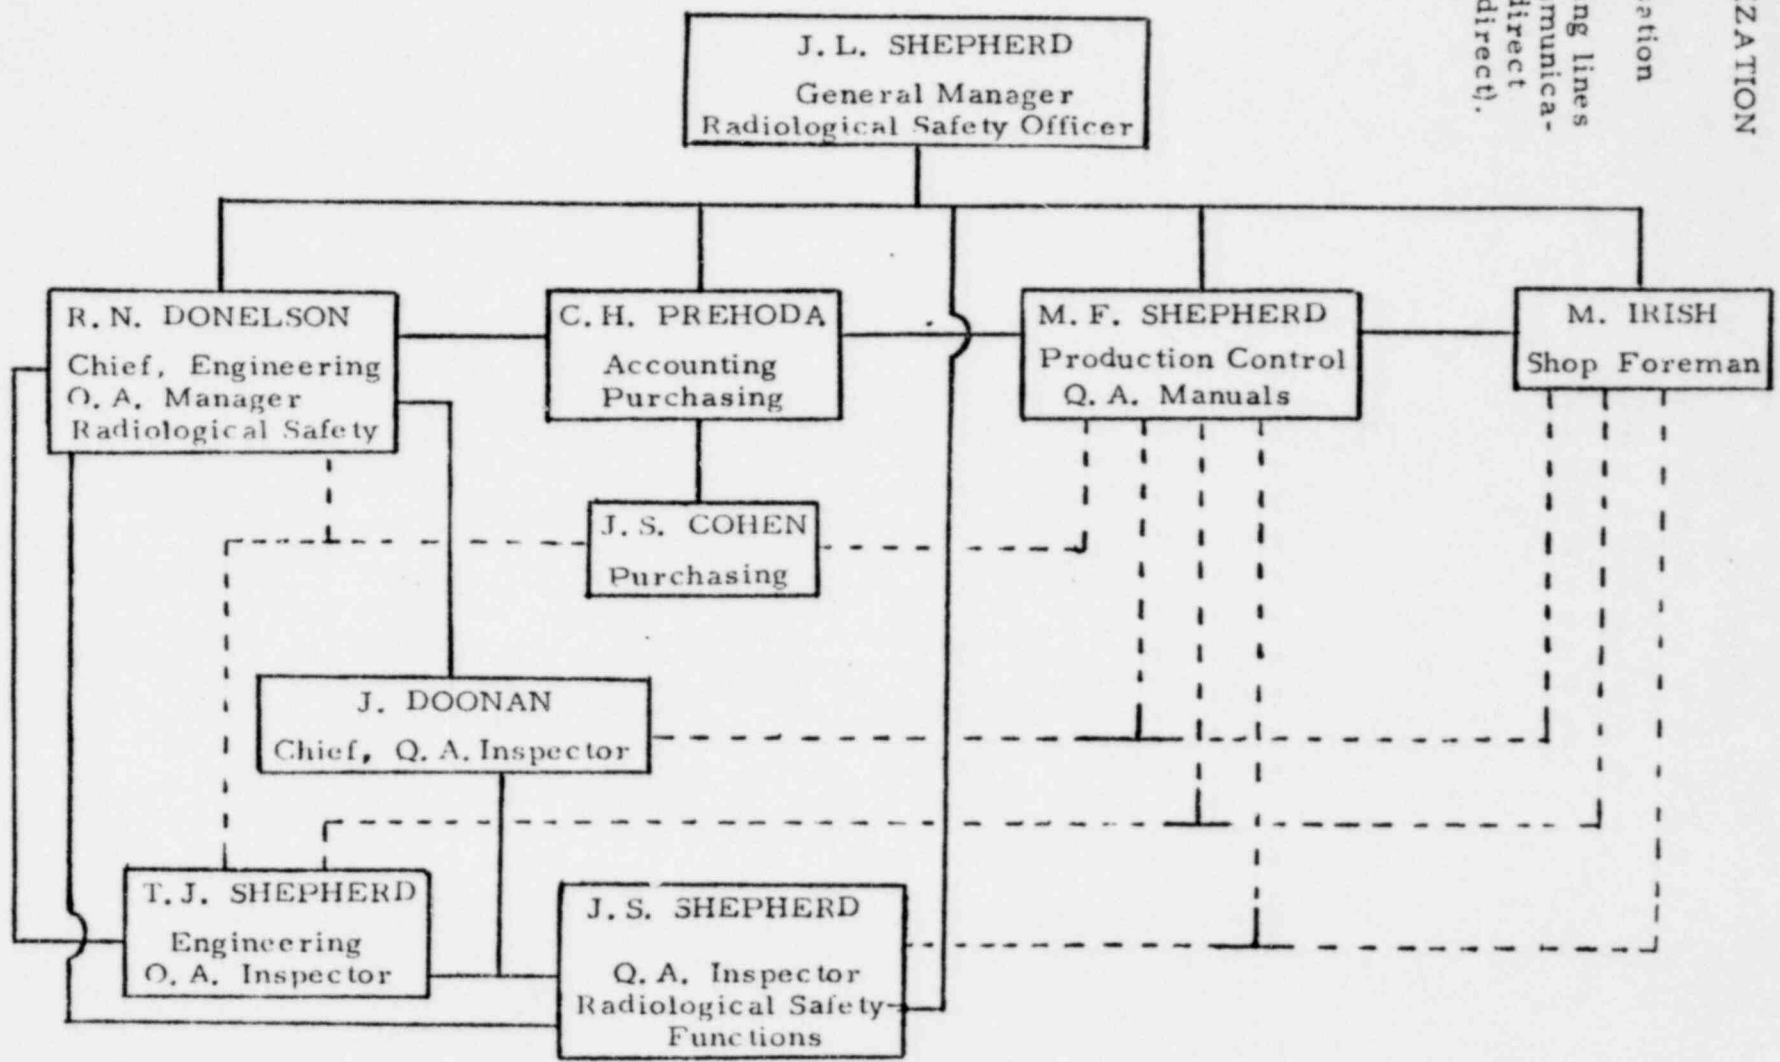 J. L. SHEPHERD
General Manager
Radiological Safety Officer
ZATION
ation
ng lines
mmunica-
direct
direct).
R. N. DONELSON
Chief, Engineering
Q. A. Manager
Radiological Safety
C. H. PREHODA
Accounting
Purchasing
M. F. SHEPHERD
Production Control
Q. A. Manuals
M. IRISH
Shop Foreman
J. S. COHEN
Purchasing
J. DOONAN
Chief, Q. A. Inspector
T. J. SHEPHERD
Engineering
Q. A. Inspector
J. S. SHEPHERD
Q. A. Inspector
Radiological Safety
Functions